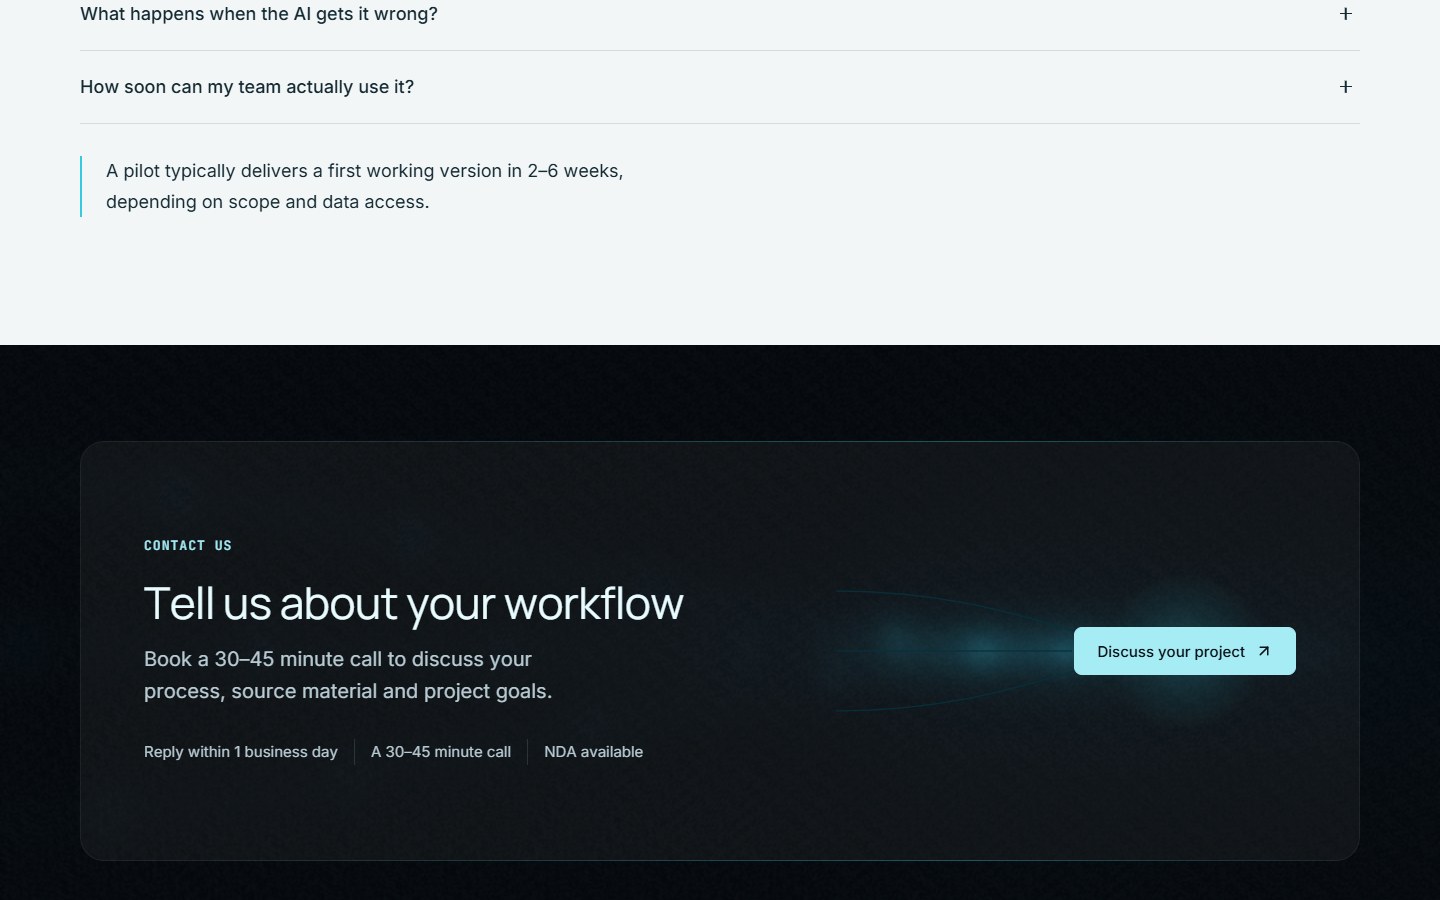 What happens when the AI gets it wrong?
How soon can my team actually use it?
A pilot typically delivers a first working version in 2–6 weeks,
depending on scope and data access.
CONTACT US
Tell us about your workflow
Book a 30–45 minute call to discuss your
process, source material and project goals.
Reply within 1 business day
A 30–45 minute call
NDA available
Discuss your project